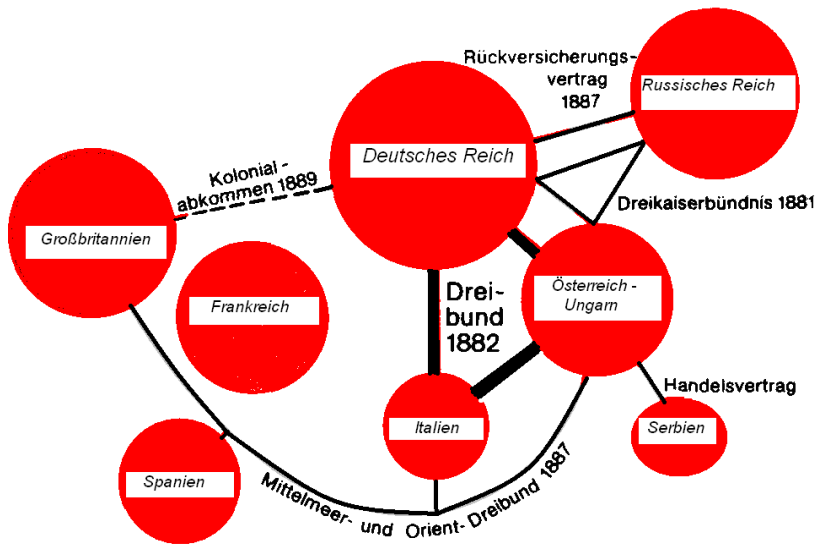 Rückversicherungs-
vertrag
1887
Russisches Reich
Deutsches Reich
Kolonial-
abkommen 1889
Dreikaiserbündnis 1881
Großbritannien
Frankreich
Drei-
bund
1882
Österreich -
Ungarn
Handelsvertrag
Italien
Serbien
Spanien
Mittelmeer- und Orient-Dreibund 1887